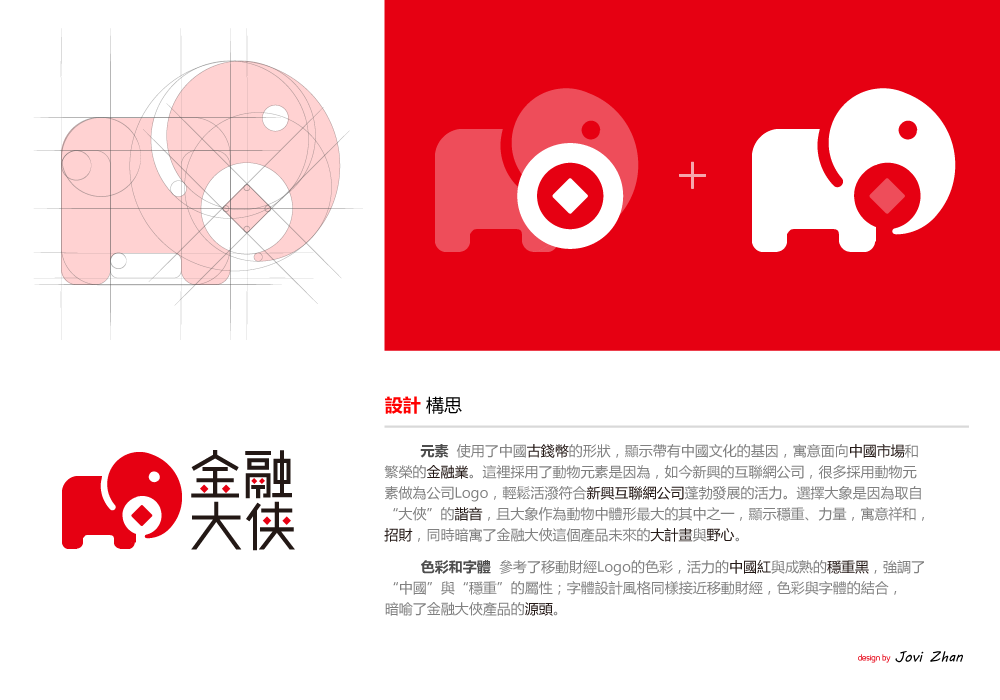 設計 構思
元素 使用了中國古錢幣的形狀，顯示帶有中國文化的基因，寓意面向中國市場和
繁榮的金融業。這裡採用了動物元素是因為，如今新興的互聯網公司，很多採用動物元
素做為公司Logo，輕鬆活潑符合新興互聯網公司蓬勃發展的活力。選擇大象是因為取自
“大俠”的諧音，且大象作為動物中體形最大的其中之一，顯示穩重、力量，寓意祥和，
招財，同時暗寓了金融大俠這個產品未來的大計畫與野心。
色彩和字體 參考了移動財經Logo的色彩，活力的中國紅與成熟的穩重黑，強調了
“中國”與“穩重”的屬性；字體設計風格同樣接近移動財經，色彩與字體的結合，
暗喻了金融大俠產品的源頭。
金融
大俠
design by Jovi Zhan